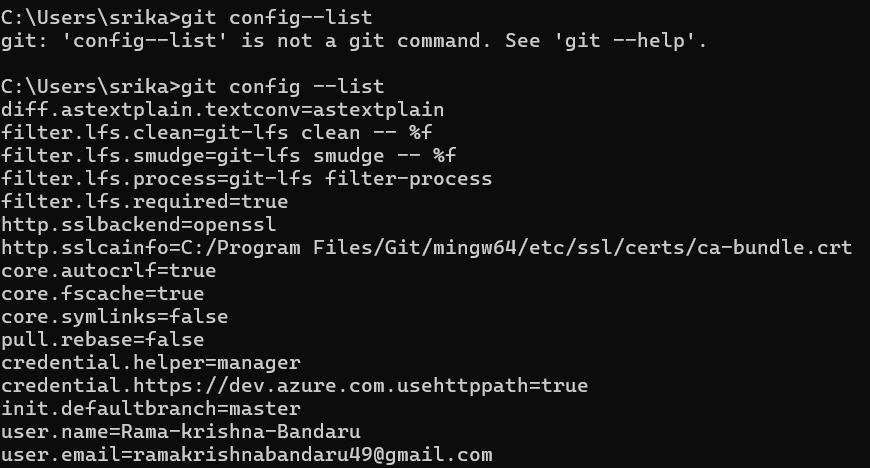 C:\Users\srika>git config--list
git: 'config--list' is not a git command. See 'git --help'.
C:\Users\srika>git config --list
diff.astextplain.textconv=astextplain
filter.lfs.clean=git-lfs clean -- %f
filter.lfs.smudge=git-lfs smudge -- %f
filter.lfs.process=git-lfs filter-process
filter.lfs.required=true
http.sslbackend=openssl
http.sslcainfo=C:/Program Files/Git/mingw64/etc/ssl/certs/ca-bundle.crt
core.autocrlf=true
core.fscache=true
core.symlinks=false
pull.rebase=false
credential.helper=manager
credential.https://dev.azure.com.usehttppath=true
init.defaultbranch=master
user.name=Rama-krishna-Bandaru
user.email=ramakrishnabandaru49@gmail.com